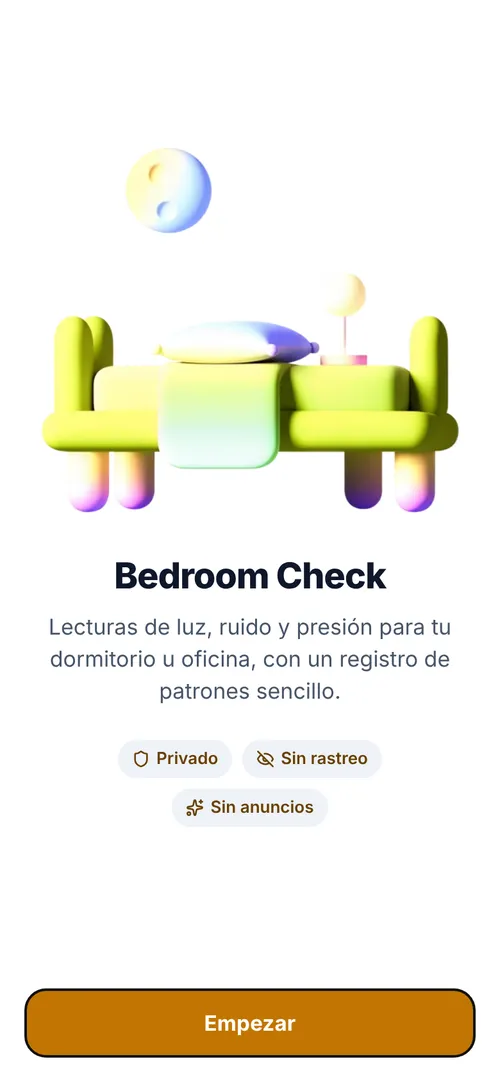 Bedroom Check
Lecturas de luz, ruido y presión para tu
dormitorio u oficina, con un registro de
patrones sencillo.
Privado
Sin rastreo
Sin anuncios
Empezar